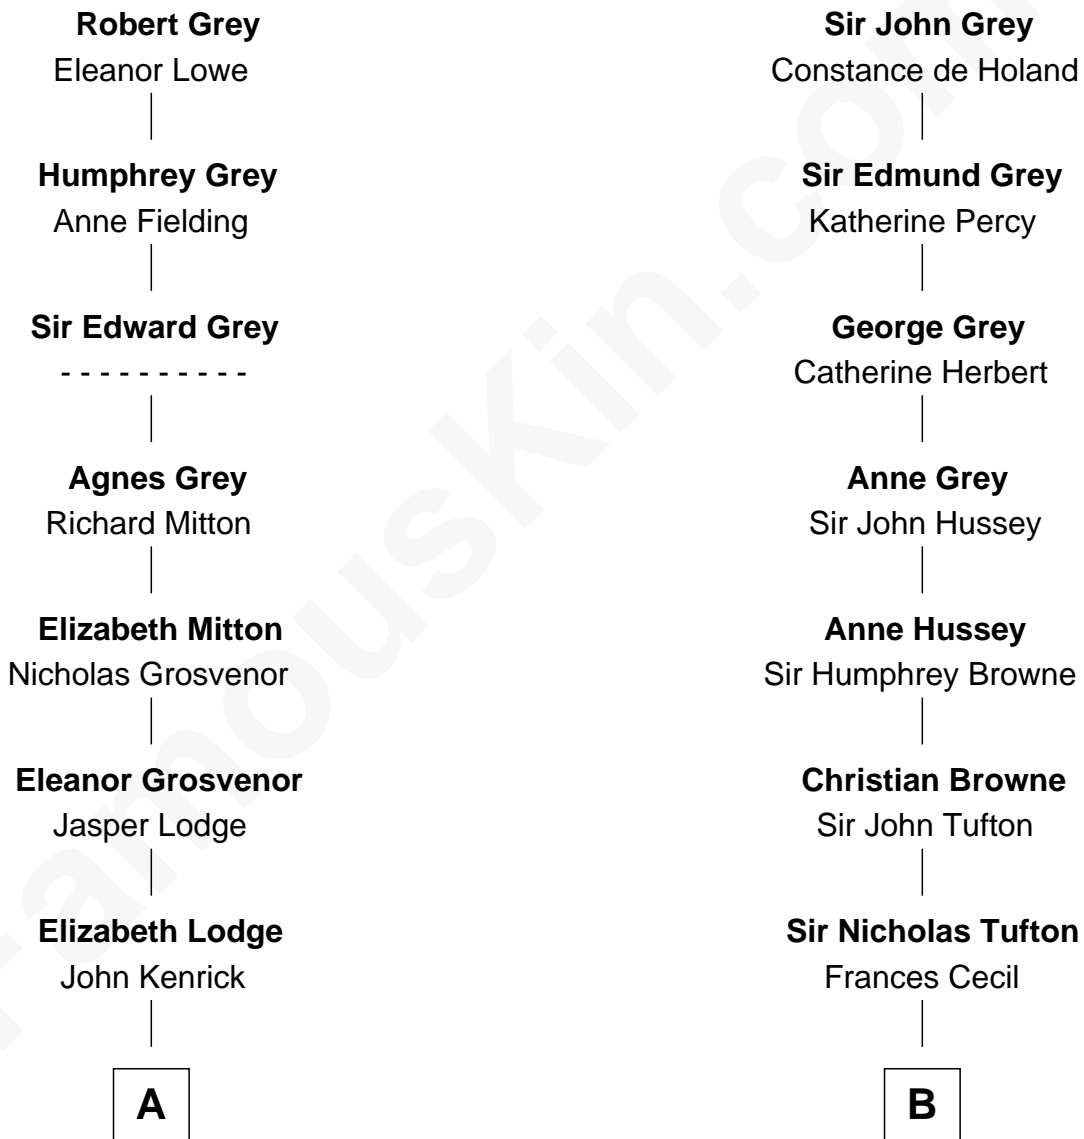 Robert Grey
Eleanor Lowe
Humphrey Grey
Anne Fielding
Sir Edward Grey
- - - - - - - - - -
Agnes Grey
Richard Mitton
Elizabeth Mitton
Nicholas Grosvenor
Eleanor Grosvenor
Jasper Lodge
Elizabeth Lodge
John Kenrick
A
Sir John Grey
Constance de Holand
Sir Edmund Grey
Katherine Percy
George Grey
Catherine Herbert
Anne Grey
Sir John Hussey
Anne Hussey
Sir Humphrey Browne
Christian Browne
Sir John Tufton
Sir Nicholas Tufton
Frances Cecil
B
FamousKin.com